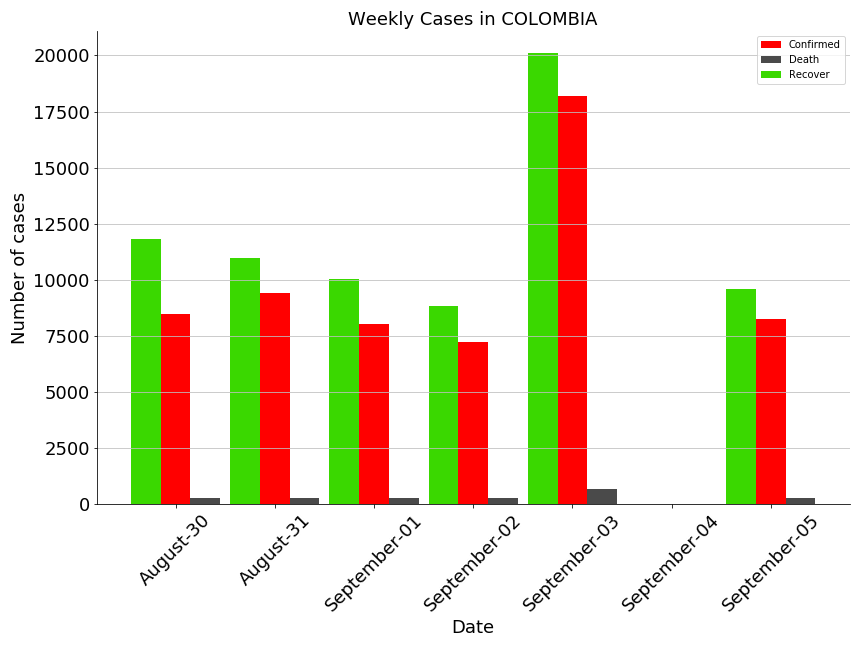 Weekly Cases in COLOMBIA
Confirmed
Death
Recover
Number of cases
20000
17500
15000
12500
10000
7500
5000
2500
0
August-30
August-31
September-01
September-02
September-03
September-04
September-05
Date